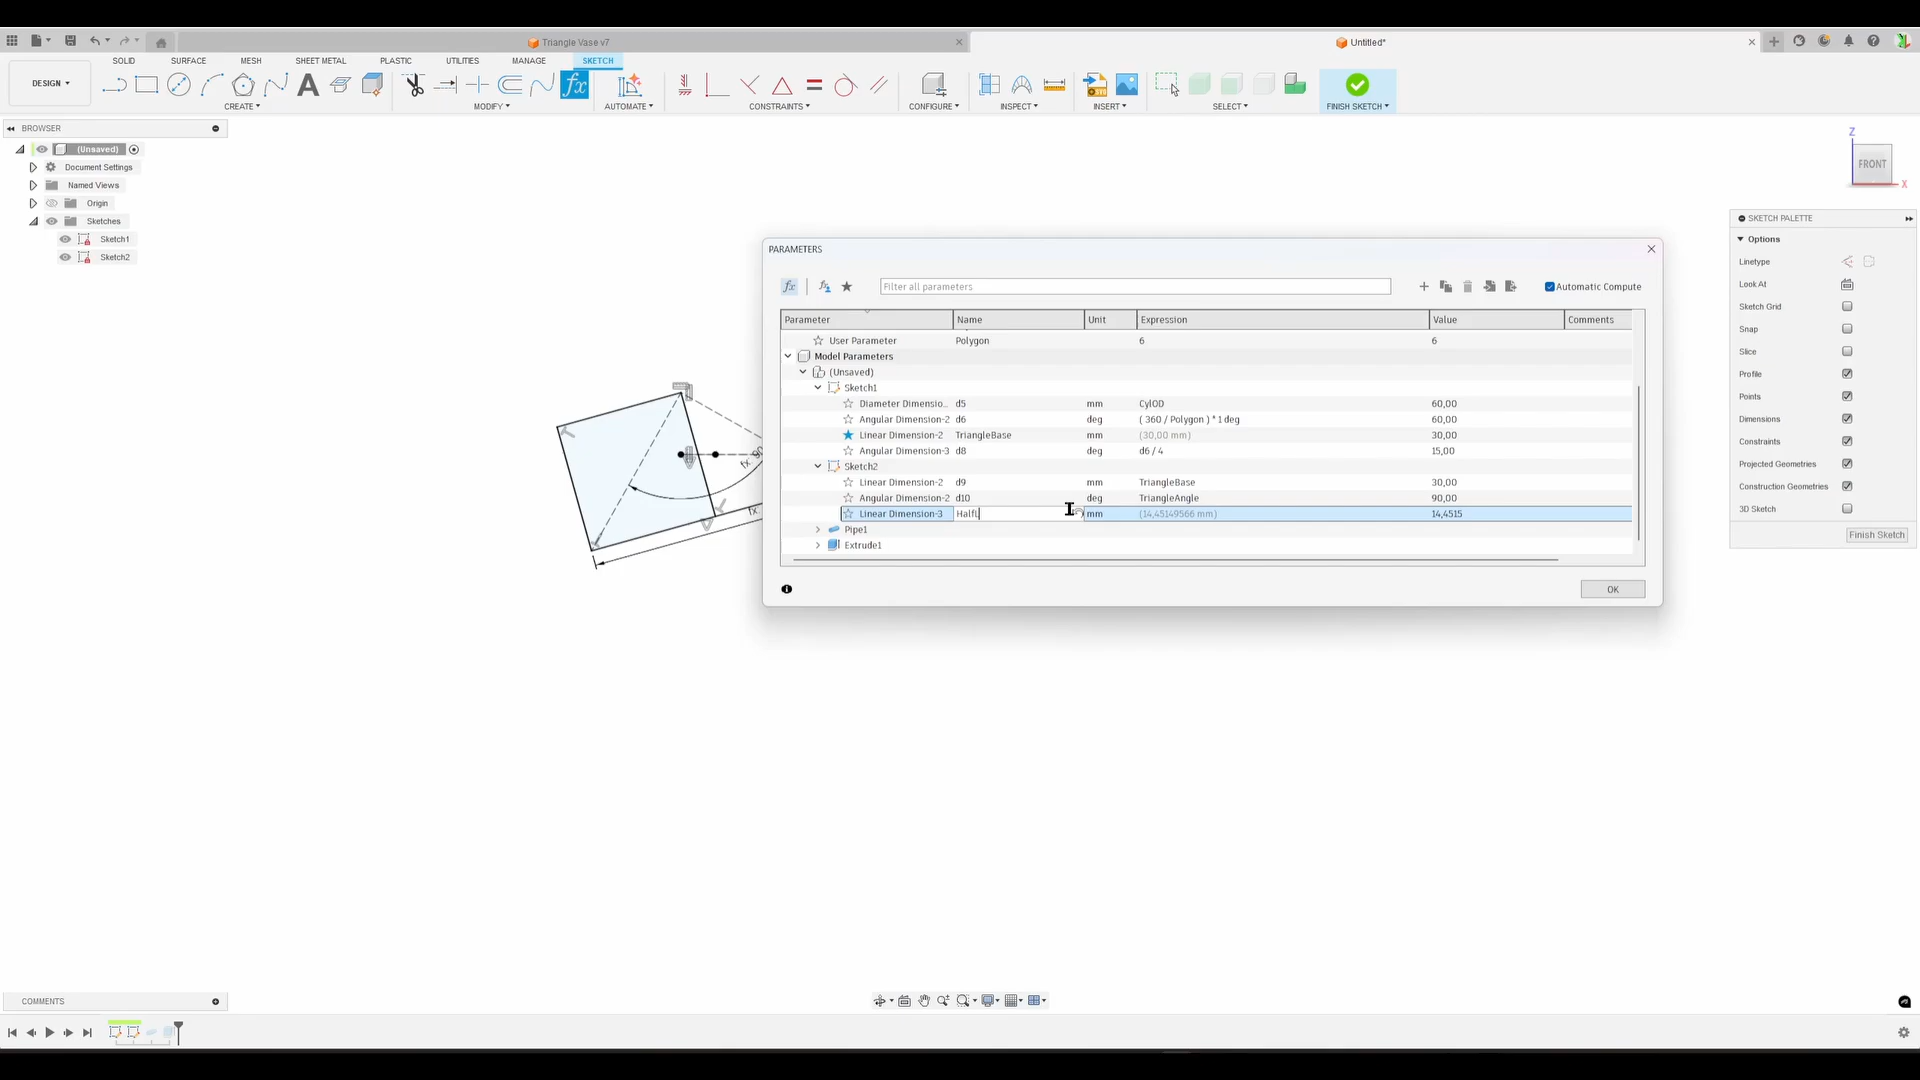 Triangle Vase v7
Untitled*
SOLID SURFACE MESH SHEET METAL PLASTIC UTILITIES MANAGE SKETCH
DESIGN
CREATE MODIFY AUTOMATE CONSTRAINTS CONFIGURE INSPECT INSERT SELECT FINISH SKETCH
fx
BROWSER
(Unsaved)
Document Settings
Named Views
Origin
Sketches
Sketch1
Sketch2
Z
FRONT
X
SKETCH PALETTE
Options
Linetype
Look At
Sketch Grid
Snap
Slice
Profile
Points
Dimensions
Constraints
Projected Geometries
Construction Geometries
3D Sketch
Finish Sketch
PARAMETERS
fx
Filter all parameters
Automatic Compute
Parameter Name Unit Expression Value Comments
User Parameter Polygon 6 6
Model Parameters
(Unsaved)
Sketch1
Diameter Dimensio... d5 mm CylOD 60,00
Angular Dimension-2 d6 deg ( 360 / Polygon ) * 1 deg 60,00
Linear Dimension-2 TriangleBase mm (30,00 mm) 30,00
Angular Dimension-3 d8 deg d6 / 4 15,00
Sketch2
Linear Dimension-2 d9 mm TriangleBase 30,00
Angular Dimension-2 d10 deg TriangleAngle 90,00
Linear Dimension-3 HalfL mm (14,45149566 mm) 14,4515
Pipe1
Extrude1
OK
fx: 90
fx:
COMMENTS